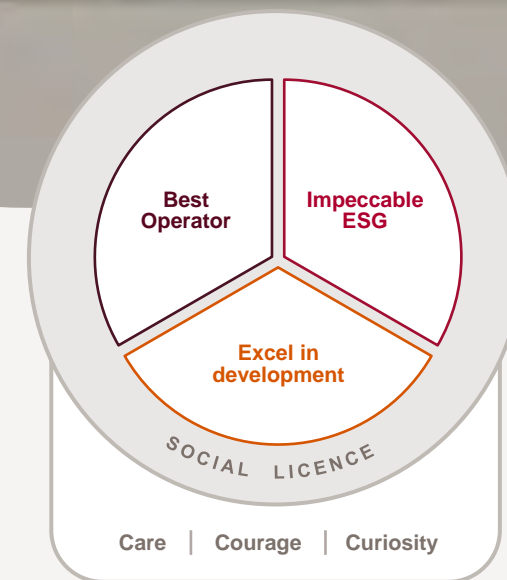 Best
Operator
Impeccable
ESG
Excel in
development
SOCIAL LICENCE
Care | Courage | Curiosity